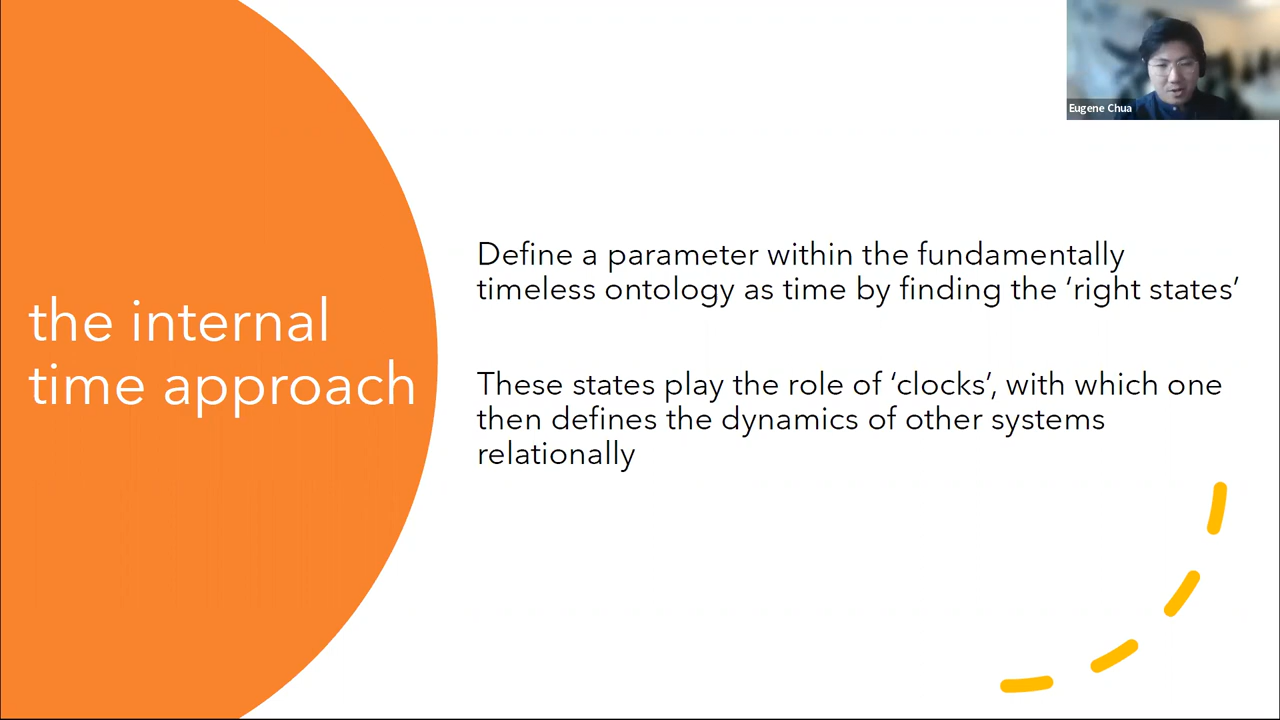 Eugene Chua
the internal
time approach
Define a parameter within the fundamentally
timeless ontology as time by finding the ‘right states’
These states play the role of ‘clocks’, with which one
then defines the dynamics of other systems
relationally